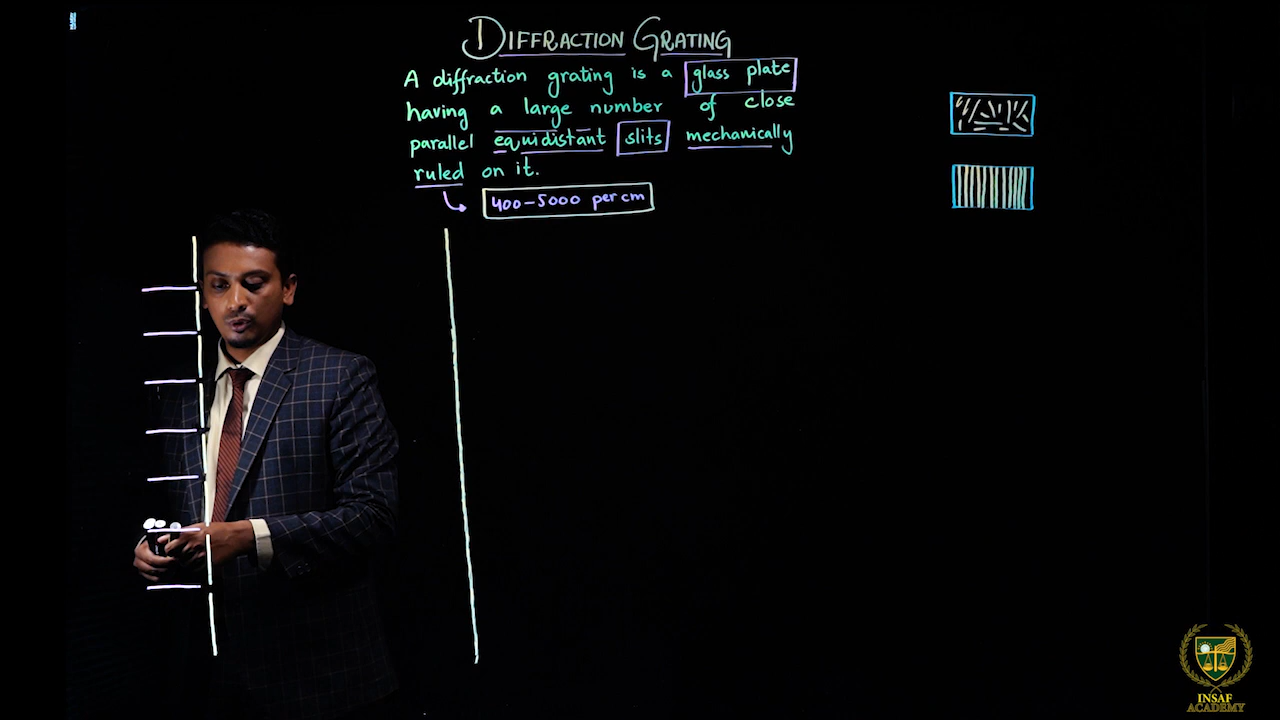 DIFFRACTION GRATING
A diffraction grating is a glass plate
having a large number of close
parallel equidistant slits mechanically
ruled on it.
400-5000 per cm
INSAF
ACADEMY